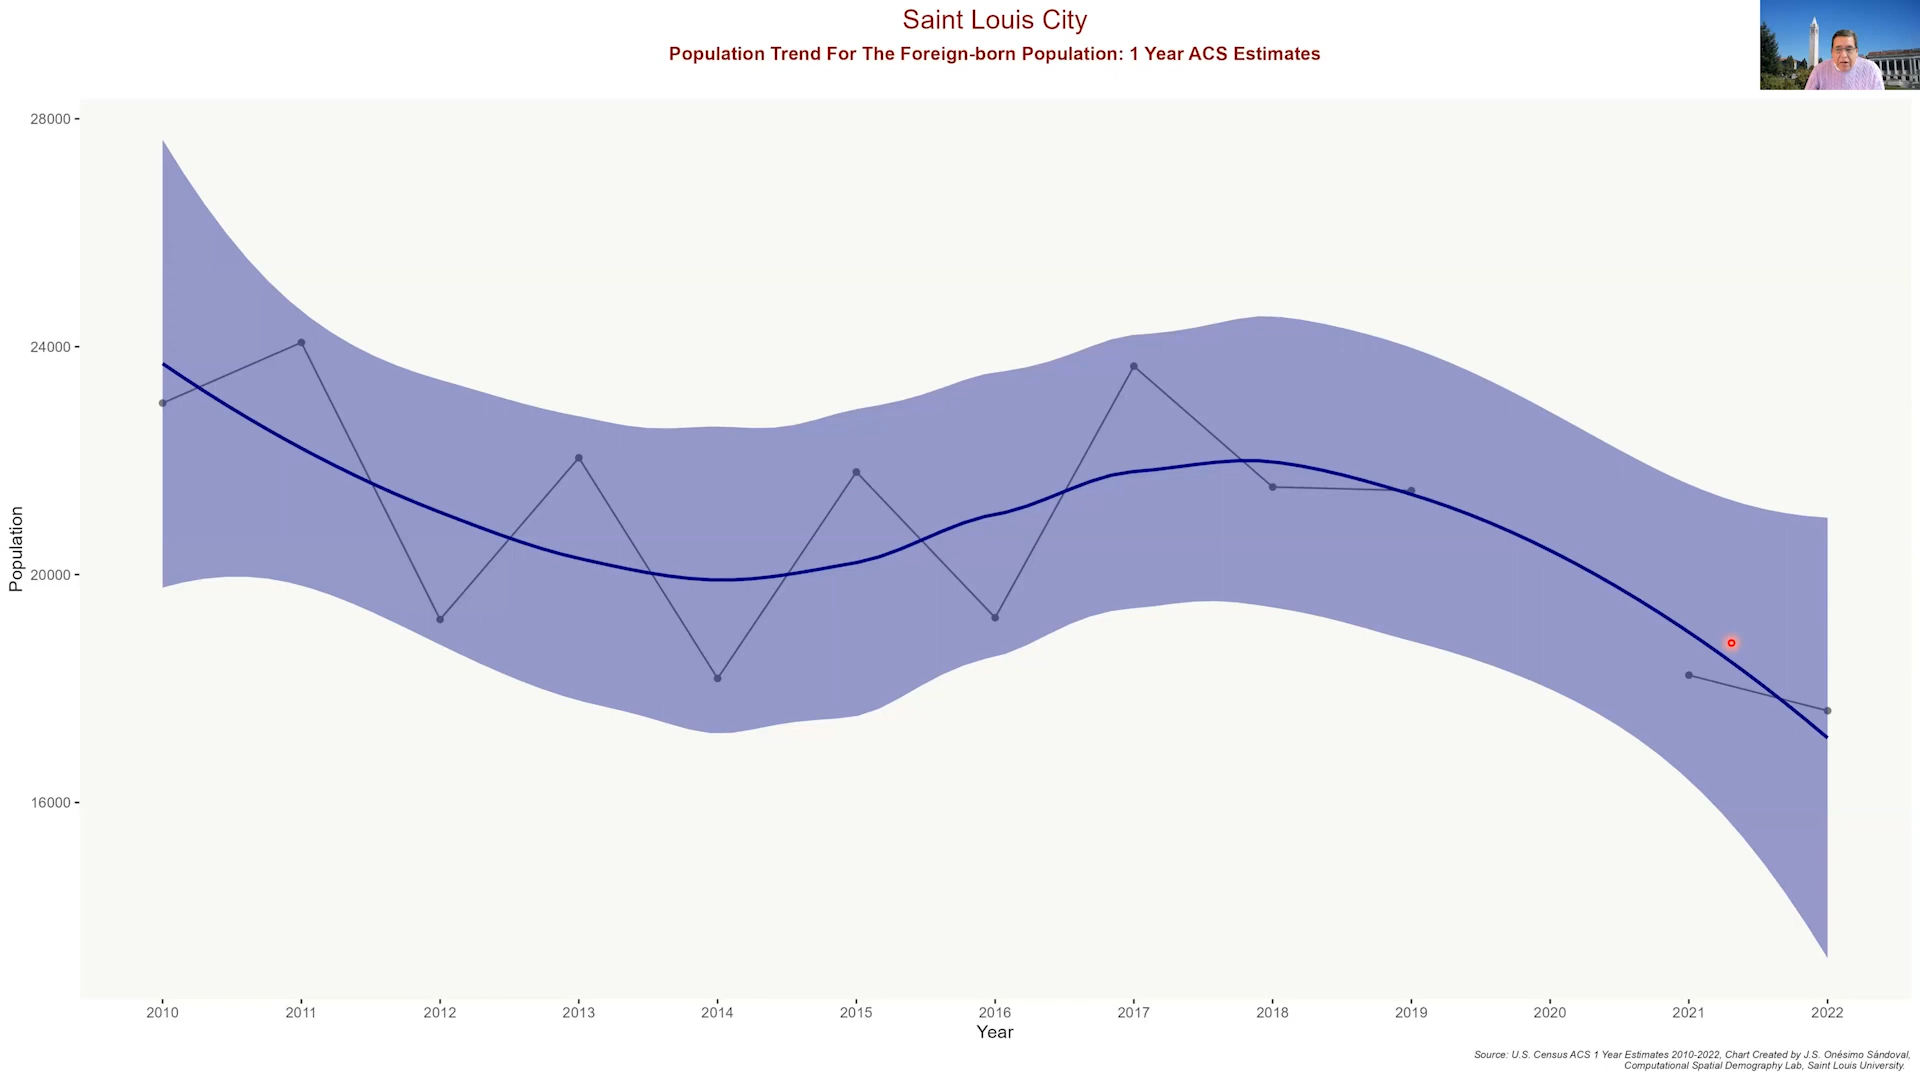 Saint Louis City
Population Trend For The Foreign-born Population: 1 Year ACS Estimates
28000
24000
20000
16000
Population
2010 2011 2012 2013 2014 2015 2016 2017 2018 2019 2020 2021 2022
Year
Source: U.S. Census ACS 1 Year Estimates 2010-2022, Chart Created by J.S. Onésimo Sándoval,
Computational Spatial Demography Lab, Saint Louis University.